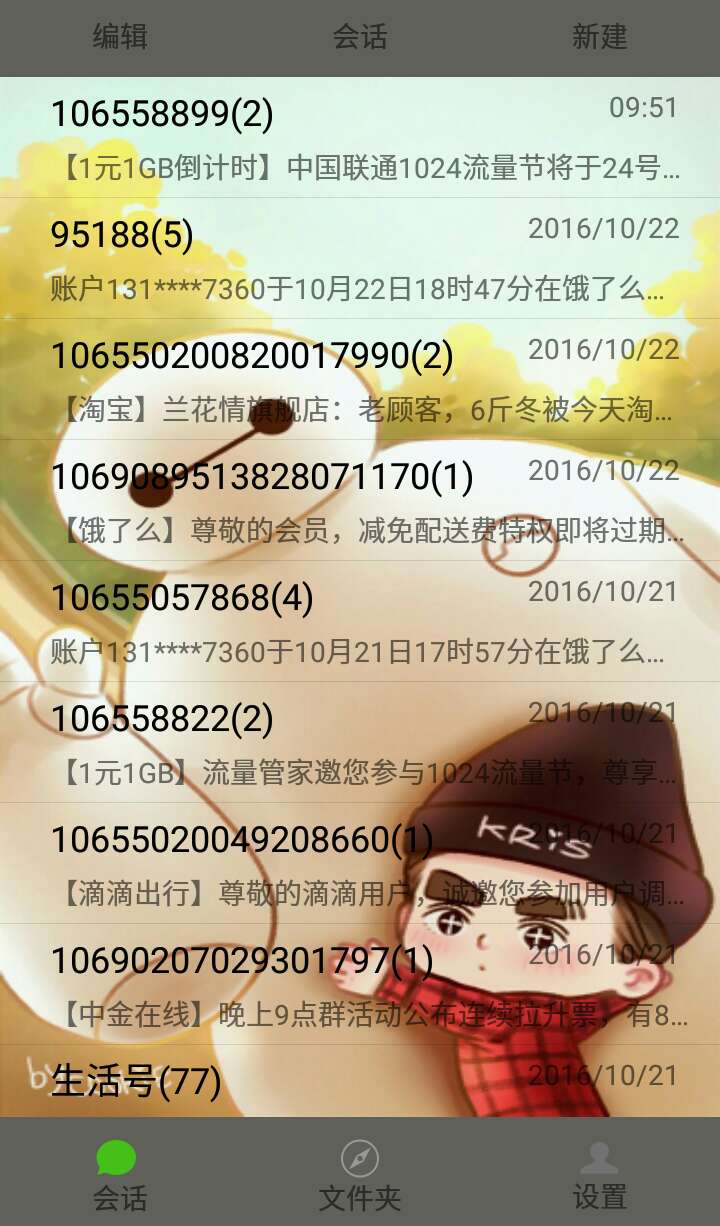 编辑 会话 新建
106558899(2) 09:51
【1元1GB倒计时】中国联通1024流量节将于24号...
95188(5) 2016/10/22
账户131****7360于10月22日18时47分在饿了么...
106550200820017990(2) 2016/10/22
【淘宝】兰花情旗舰店：老顾客，6斤冬被今天淘...
1069089513828071170(1) 2016/10/22
【饿了么】尊敬的会员，减免配送费特权即将过期...
10655057868(4) 2016/10/21
账户131****7360于10月21日17时57分在饿了么...
106558822(2) 2016/10/21
【1元1GB】流量管家邀您参与1024流量节，尊享...
KRiS
10655020049208660(1) 2016/10/21
【滴滴出行】尊敬的滴滴用户，诚邀您参加用户调...
10690207029301797(1) 2016/10/21
【中金在线】晚上9点群活动公布连续拉升票，有8...
生活号(77) 2016/10/21
会话 文件夹 设置